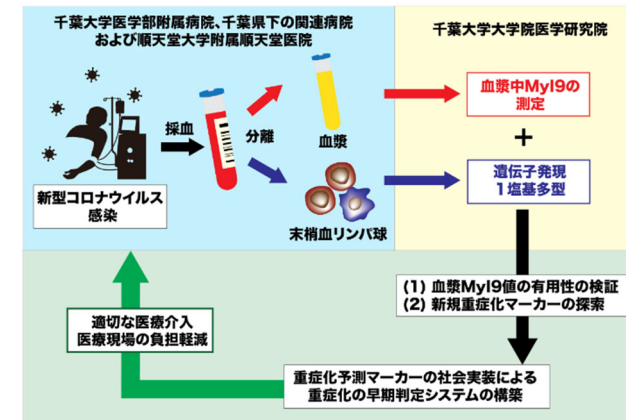 千葉大学医学部附属病院、千葉県下の関連病院
および順天堂大学附属順天堂医院
千葉大学大学院医学研究院
採血
分離
血漿
末梢血リンパ球
新型コロナウイルス
感染
血漿中Myl9の
測定
+
遺伝子発現
1塩基多型
(1) 血漿Myl9値の有用性の検証
(2) 新規重症化マーカーの探索
適切な医療介入
医療現場の負担軽減
重症化予測マーカーの社会実装による
重症化の早期判定システムの構築